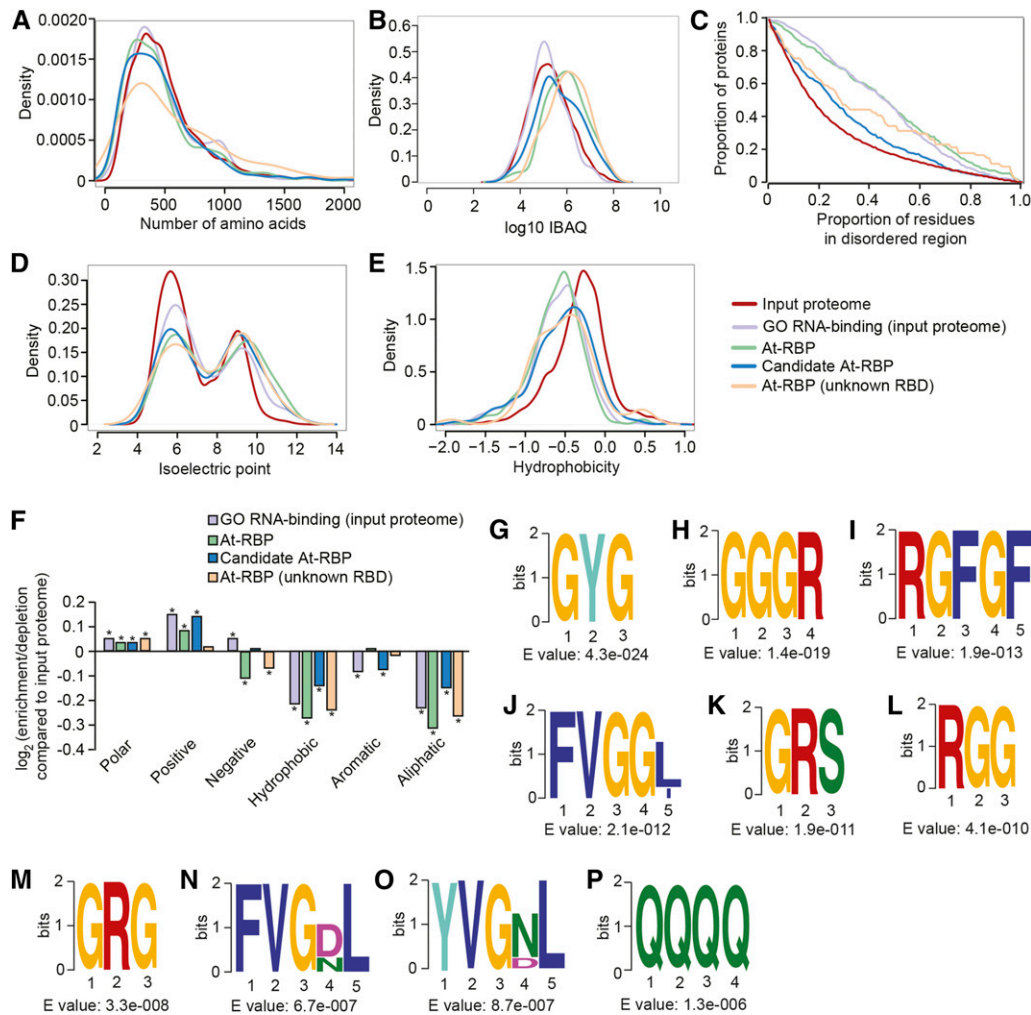 A
0.0020
0.0015
0.0010
0.0005
0
Density
0 500 1000 1500 2000
Number of amino acids
B
0.6
0.5
0.4
0.3
0.2
0.1
0
Density
0 2 4 6 8 10
log10 IBAQ
C
1.0
0.8
0.6
0.4
0.2
0
Proportion of proteins
0 0.2 0.4 0.6 0.8 1.0
Proportion of residues
in disordered region
D
0.30
0.25
0.20
0.15
0.10
0.05
0
Density
2 4 6 8 10 12 14
Isoelectric point
E
1.5
1.0
0.5
0
Density
−2.0 −1.5 −1.0 −0.5 0.0 0.5 1.0
Hydrophobicity
Input proteome
GO RNA-binding (input proteome)
At-RBP
Candidate At-RBP
At-RBP (unknown RBD)
F
GO RNA-binding (input proteome)
At-RBP
Candidate At-RBP
At-RBP (unknown RBD)
log2 (enrichment/depletion
compared to input proteome)
0.2
0.1
0
-0.1
-0.2
-0.3
-0.4
* * * * * * * * * * * * * * * * * * * *
Polar
Positive
Negative
Hydrophobic
Aromatic
Aliphatic
G
bits
2
1
0
GYG
1 2 3
E value: 4.3e-024
H
bits
2
1
0
GGGR
1 2 3 4
E value: 1.4e-019
I
bits
2
1
0
RGFGF
1 2 3 4 5
E value: 1.9e-013
J
bits
2
1
0
FVGGL
I
1 2 3 4 5
E value: 2.1e-012
K
bits
2
1
0
GRS
1 2 3
E value: 1.9e-011
L
bits
2
1
0
RGG
1 2 3
E value: 4.1e-010
M
bits
2
1
0
GRG
1 2 3
E value: 3.3e-008
N
bits
2
1
0
FVGDL
N
1 2 3 4 5
E value: 6.7e-007
O
bits
2
1
0
YVGNL
D
1 2 3 4 5
E value: 8.7e-007
P
bits
2
1
0
QQQQ
1 2 3 4
E value: 1.3e-006